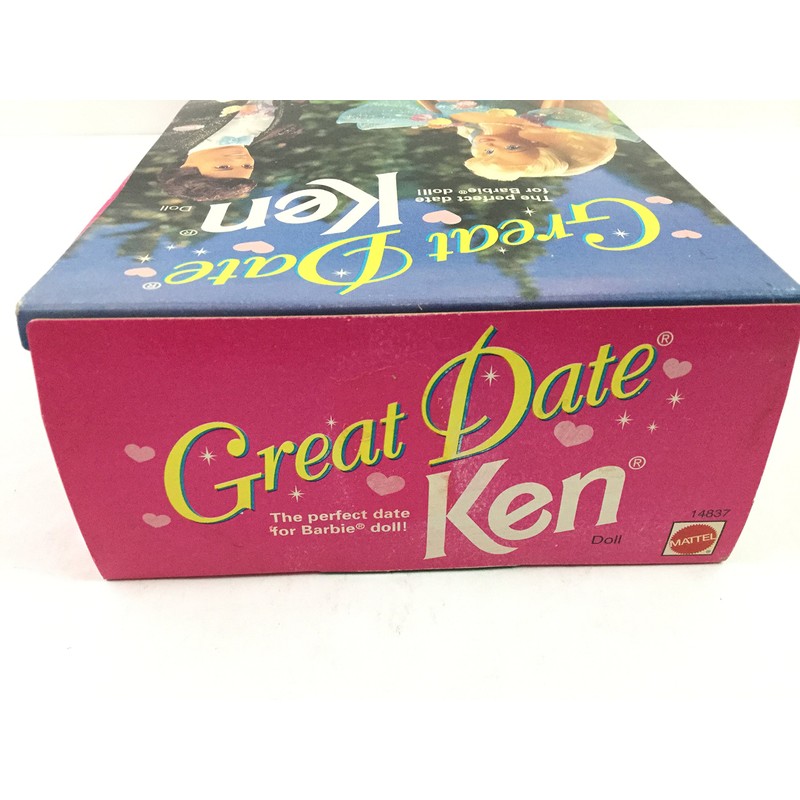 Great Date®
Ken®
Doll
The perfect date
for Barbie® doll!
Great Date®
The perfect date
for Barbie® doll!
Ken®
Doll
14837
MATTEL
®